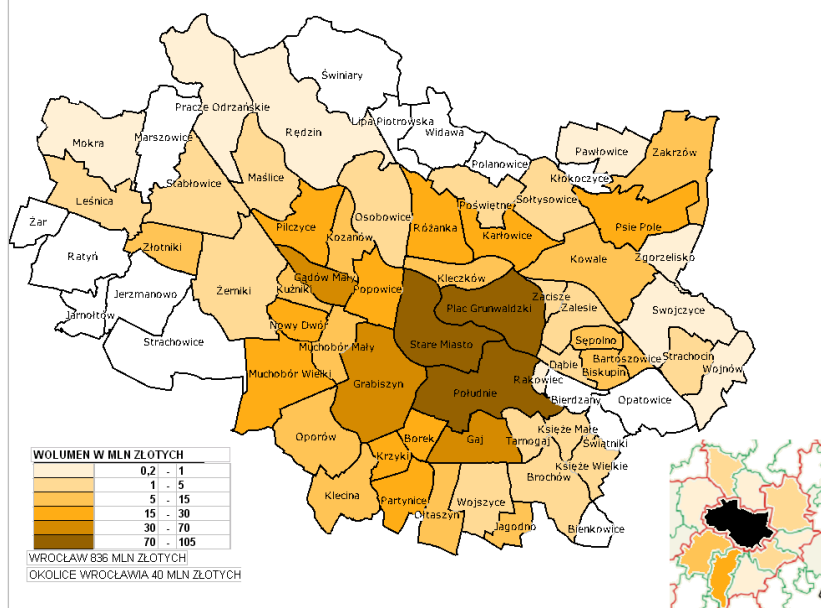 Świniary
Pracze Odrzańskie
Lipa Piotrowska
Marszowice
Rędzin
Widawa
Mokra
Pawłowice
Zakrzów
Polanowice
Kłokoczyce
Maślice
Stabłowice
Leśnica
Sołtysowice
Poświętne
Osobowice
Żar
Pilczyce
Różanka
Psie Pole
Karłowice
Kozanów
Złotniki
Ratyń
Zgorzelisko
Kowale
Gądów Mały
Kleczków
Kuźniki
Popowice
Żerniki
Jerzmanowo
Zacisze
Plac Grunwaldzki
Zalesie
Swojczyce
Jarnołtów
Nowy Dwór
Strachowice
Sępolno
Stare Miasto
Muchobór Mały
Bartoszowice
Strachocin
Dąbie
Biskupin
Wojnów
Muchobór Wielki
Rakowiec
Grabiszyn
Południe
Opatowice
Bierdzany
Księże Małe
Oporów
Borek
Gaj
Tarnogaj
Świątniki
Krzyki
Księże Wielkie
Brochów
Klecina
Partynice
Wojszyce
Ołtaszyn
Jagodno
Bienkowice
WOLUMEN W MLN ZŁOTYCH
0,2 - 1
1 - 5
5 - 15
15 - 30
30 - 70
70 - 105
WROCŁAW 836 MLN ZŁOTYCH
OKOLICE WROCŁAWIA 40 MLN ZŁOTYCH